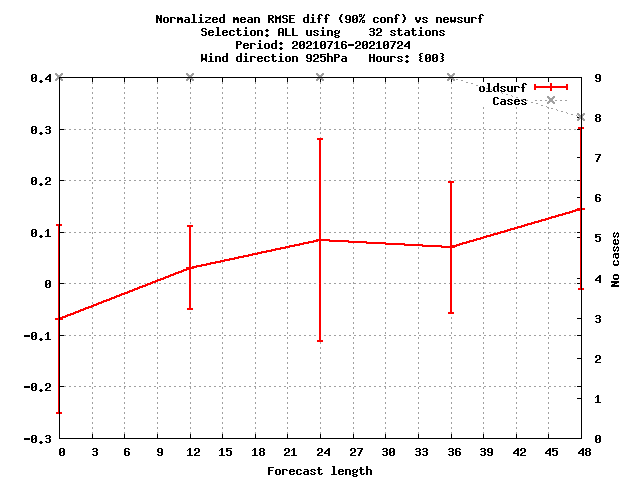 Normalized mean RMSE diff (90% conf) vs newsurf
Selection: ALL using    32 stations
Period: 20210716-20210724
Wind direction 925hPa   Hours: {00}
oldsurf
Cases
0.4
0.3
0.2
0.1
0
-0.1
-0.2
-0.3
9
8
7
6
5
4
3
2
1
0
No cases
0 3 6 9 12 15 18 21 24 27 30 33 36 39 42 45 48
Forecast length